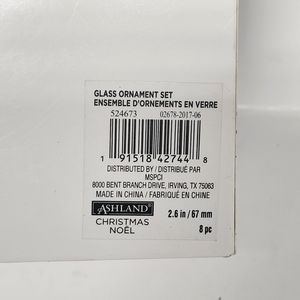 GLASS ORNAMENT SET
ENSEMBLE D'ORNEMENTS EN VERRE
524673 02678-2017-06
1 91518 42744 8
DISTRIBUTED BY / DISTRIBUÉ PAR
MSPCI
8000 BENT BRANCH DRIVE, IRVING, TX 75063
MADE IN CHINA / FABRIQUÉ EN CHINE
ASHLAND
CHRISTMAS
NOËL
2.6 in / 67 mm
8 pc